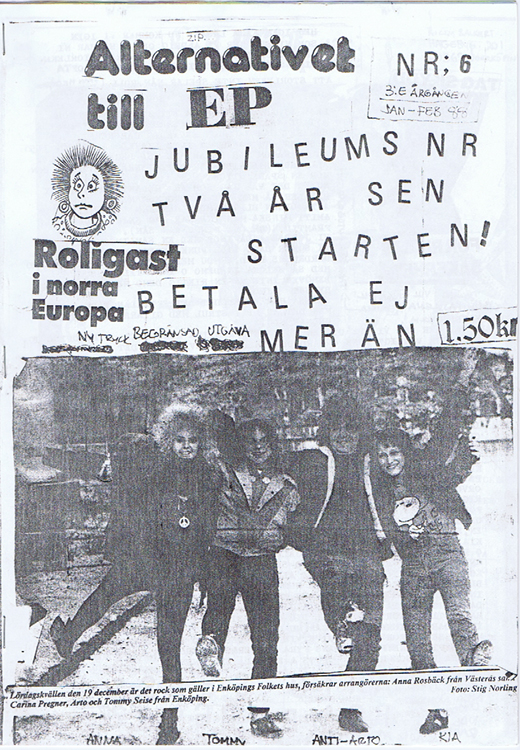 ZIP.
Alternativet
till EP
NR; 6
3:E ÅRGÅNGEN
JAN-FEB 88
JUBILEUMS NR
TVÅ ÅR SEN
STARTEN!
Roligast
i norra
Europa
BETALA EJ
MER ÄN
1.50kr
NY TRYCK BEGRÄNSAD UTGÅVA
Lördagskvällen den 19 december är det rock som gäller i Enköpings Folkets hus, försäkrar arrangörerna: Anna Rosbäck från Västerås
Carina Pregner, Arto och Tommy Seise från Enköping.
Foto: Stig Norling
ANNA TOMMY ANTI-ARTO KIA